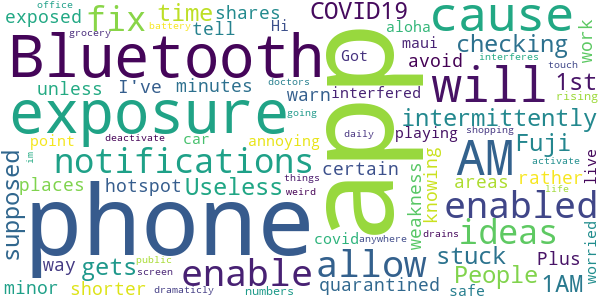 office
grocery
battery
exposed
fix
time
shares
Hi
COVID19
cause
tell
aloha
maui
checking
work
Bluetooth
app
Got
avoid
interferes
touch
unless
I've
minutes
doctors
warn
interfered
will
1st
rising
exposure
going
intermittently
point
deactivate
car
annoying
daily
playing
Fuji
supposed
notifications
certain
weakness
knowing
AM
areas
rather
live
places
hotspot
Useless
things
weird
shopping
activate
life
phone
enable
allow
enabled
covid
anywhere
drains
ideas
worried
way
gets
public
screen
stuck
People
Plus
minor
shorter
dramaticly
numbers
quarantined
safe
1AM
im